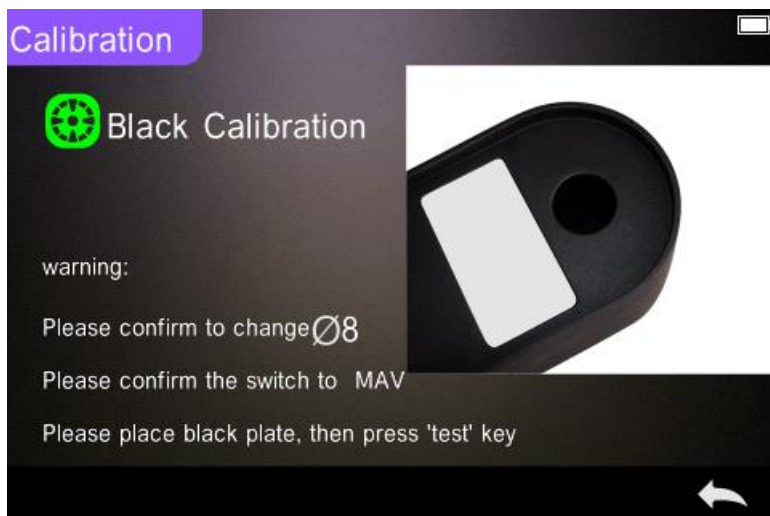 Calibration
Black Calibration
warning:
Please confirm to change∅8
Please confirm the switch to MAV
Please place black plate, then press 'test' key